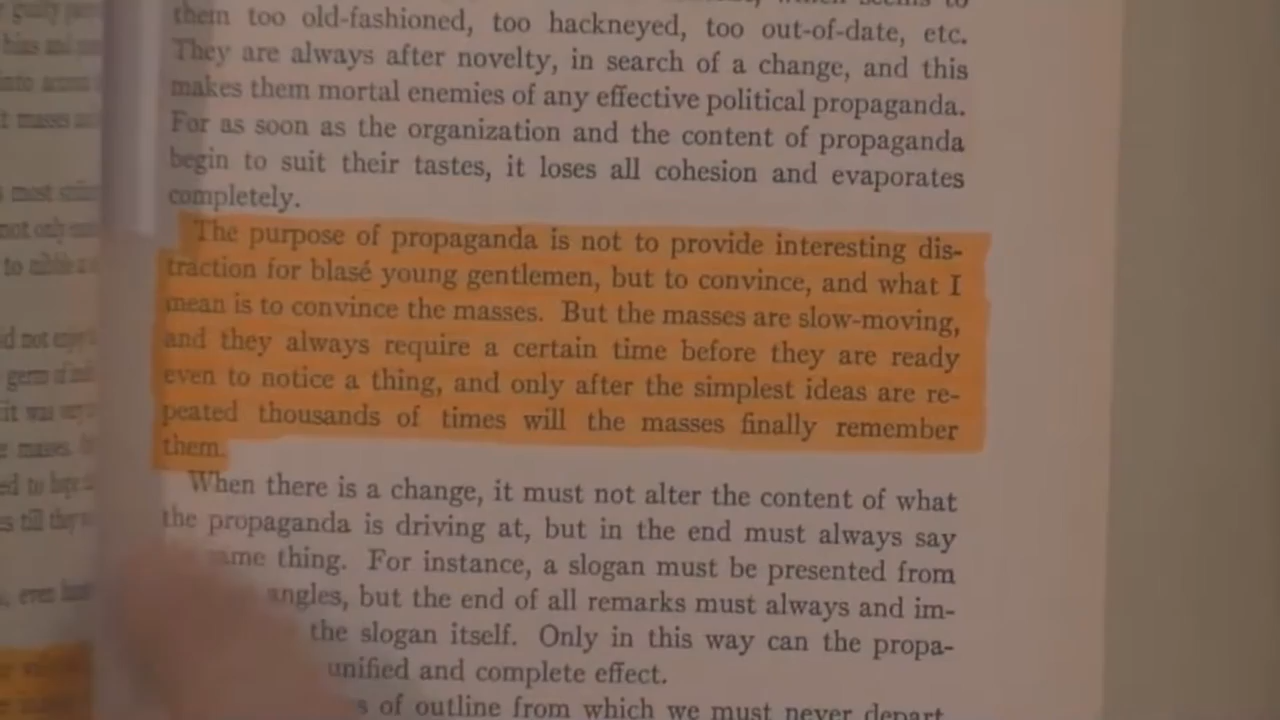 them too old-fashioned, too hackneyed, too out-of-date, etc.
They are always after novelty, in search of a change, and this
makes them mortal enemies of any effective political propaganda.
For as soon as the organization and the content of propaganda
begin to suit their tastes, it loses all cohesion and evaporates
completely.
The purpose of propaganda is not to provide interesting dis-
traction for blasé young gentlemen, but to convince, and what I
mean is to convince the masses. But the masses are slow-moving,
and they always require a certain time before they are ready
even to notice a thing, and only after the simplest ideas are re-
peated thousands of times will the masses finally remember
them.
When there is a change, it must not alter the content of what
the propaganda is driving at, but in the end must always say
thing. For instance, a slogan must be presented from
angles, but the end of all remarks must always and im-
the slogan itself. Only in this way can the propa-
unified and complete effect.
of outline from which we must never depart